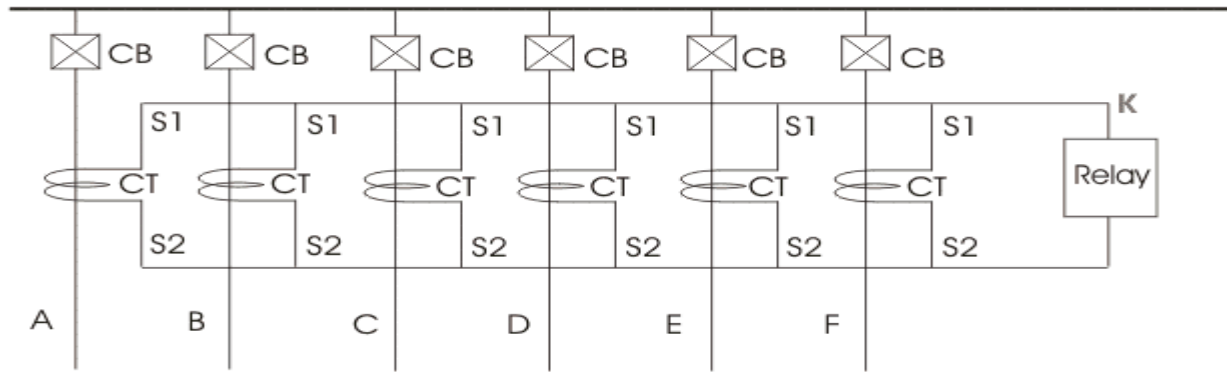 CB CB CB CB CB CB
K
S1 S1 S1 S1 S1 S1
CT CT CT CT CT CT Relay
S2 S2 S2 S2 S2 S2
A B C D E F